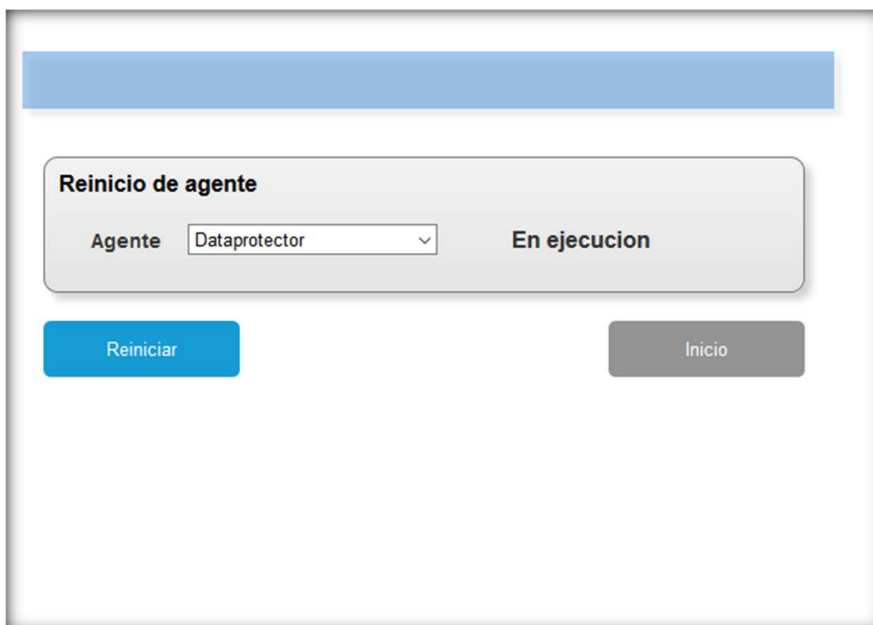 Reinicio de agente
Agente Dataprotector En ejecucion
Reiniciar Inicio